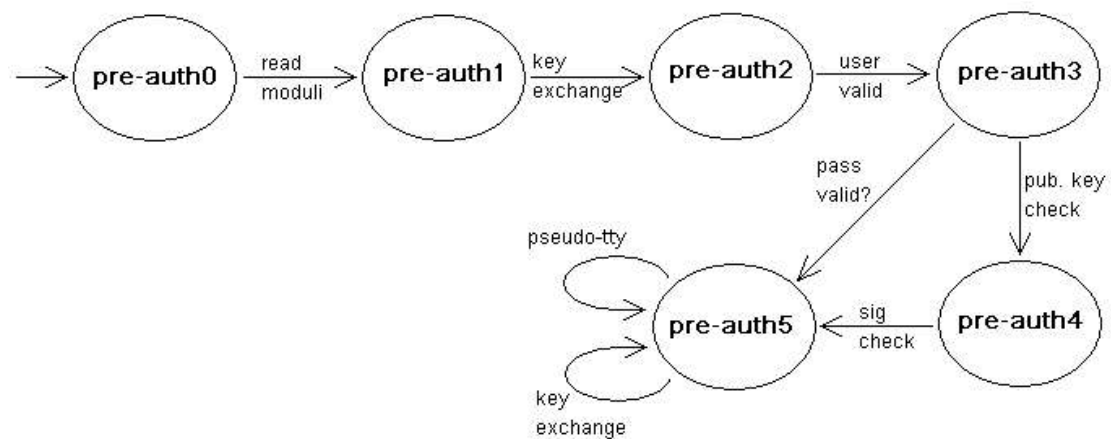 pre-auth0
read
moduli
pre-auth1
key
exchange
pre-auth2
user
valid
pre-auth3
pass
valid?
pub. key
check
pseudo-tty
pre-auth5
sig
check
pre-auth4
key
exchange